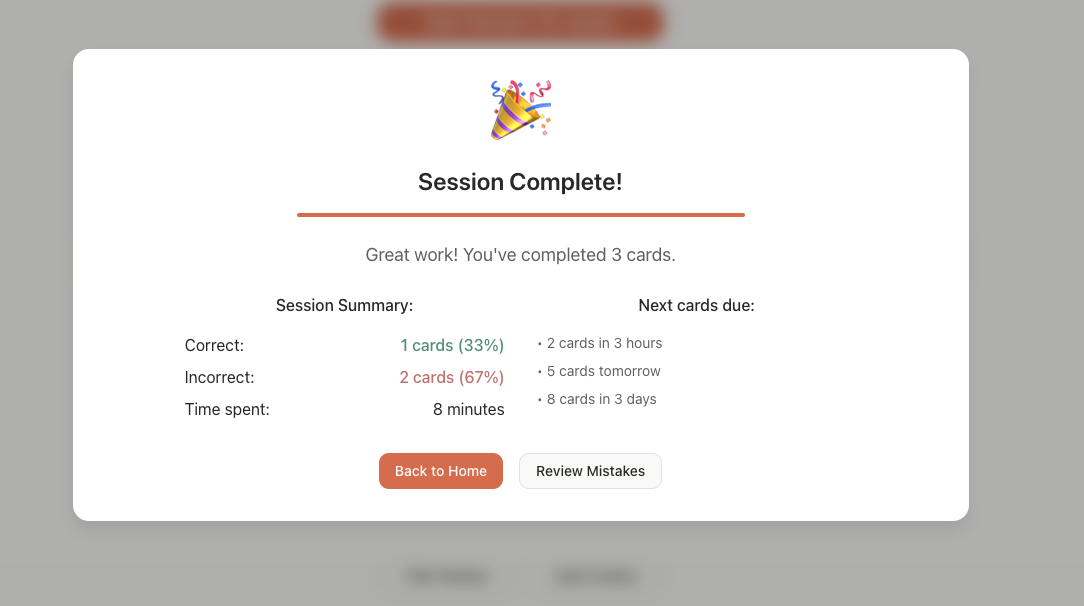 Session Complete!
Great work! You've completed 3 cards.
Session Summary:
Correct: 1 cards (33%)
Incorrect: 2 cards (67%)
Time spent: 8 minutes
Next cards due:
• 2 cards in 3 hours
• 5 cards tomorrow
• 8 cards in 3 days
Back to Home
Review Mistakes